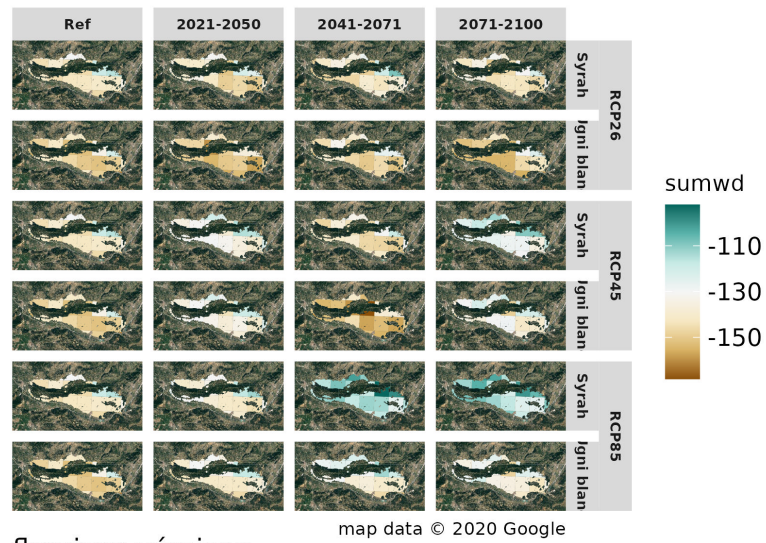 Ref 2021-2050 2041-2071 2071-2100
Syrah
Ugni blan
RCP26
Syrah
Ugni blan
RCP45
Syrah
Ugni blan
RCP85
sumwd
-110
-130
-150
map data © 2020 Google